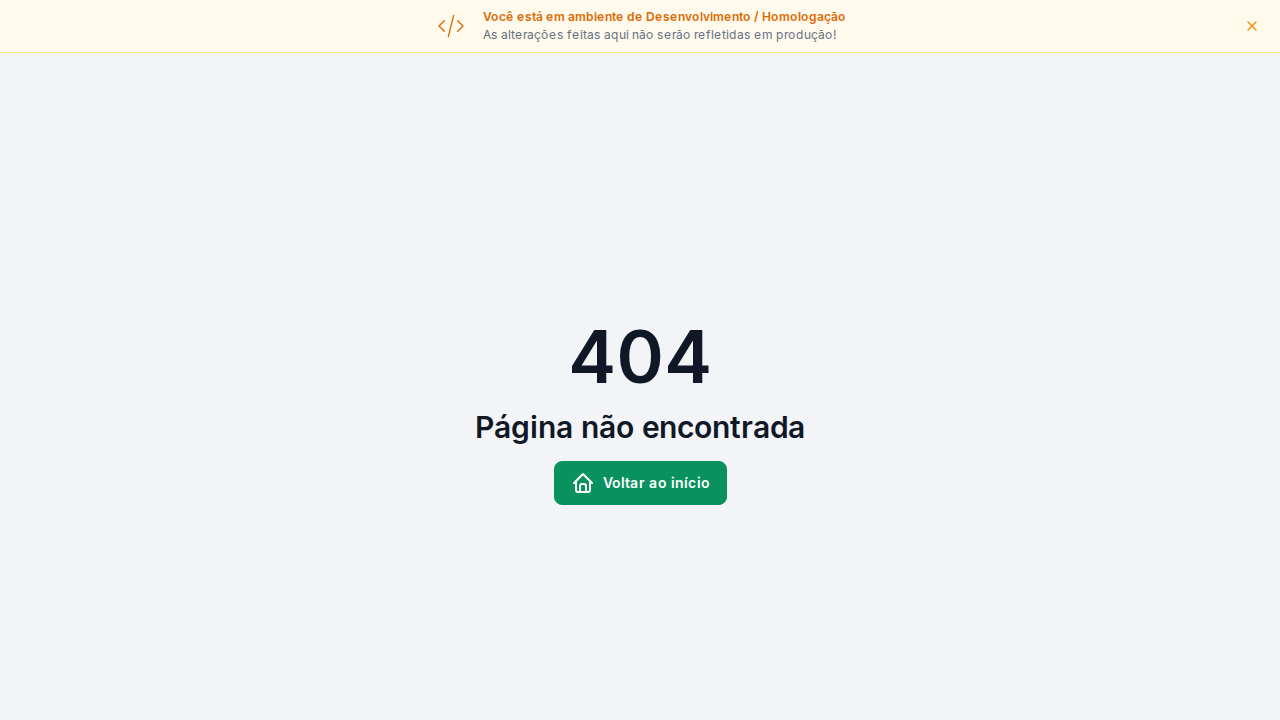 Você está em ambiente de Desenvolvimento / Homologação
As alterações feitas aqui não serão refletidas em produção!
404
Página não encontrada
Voltar ao início